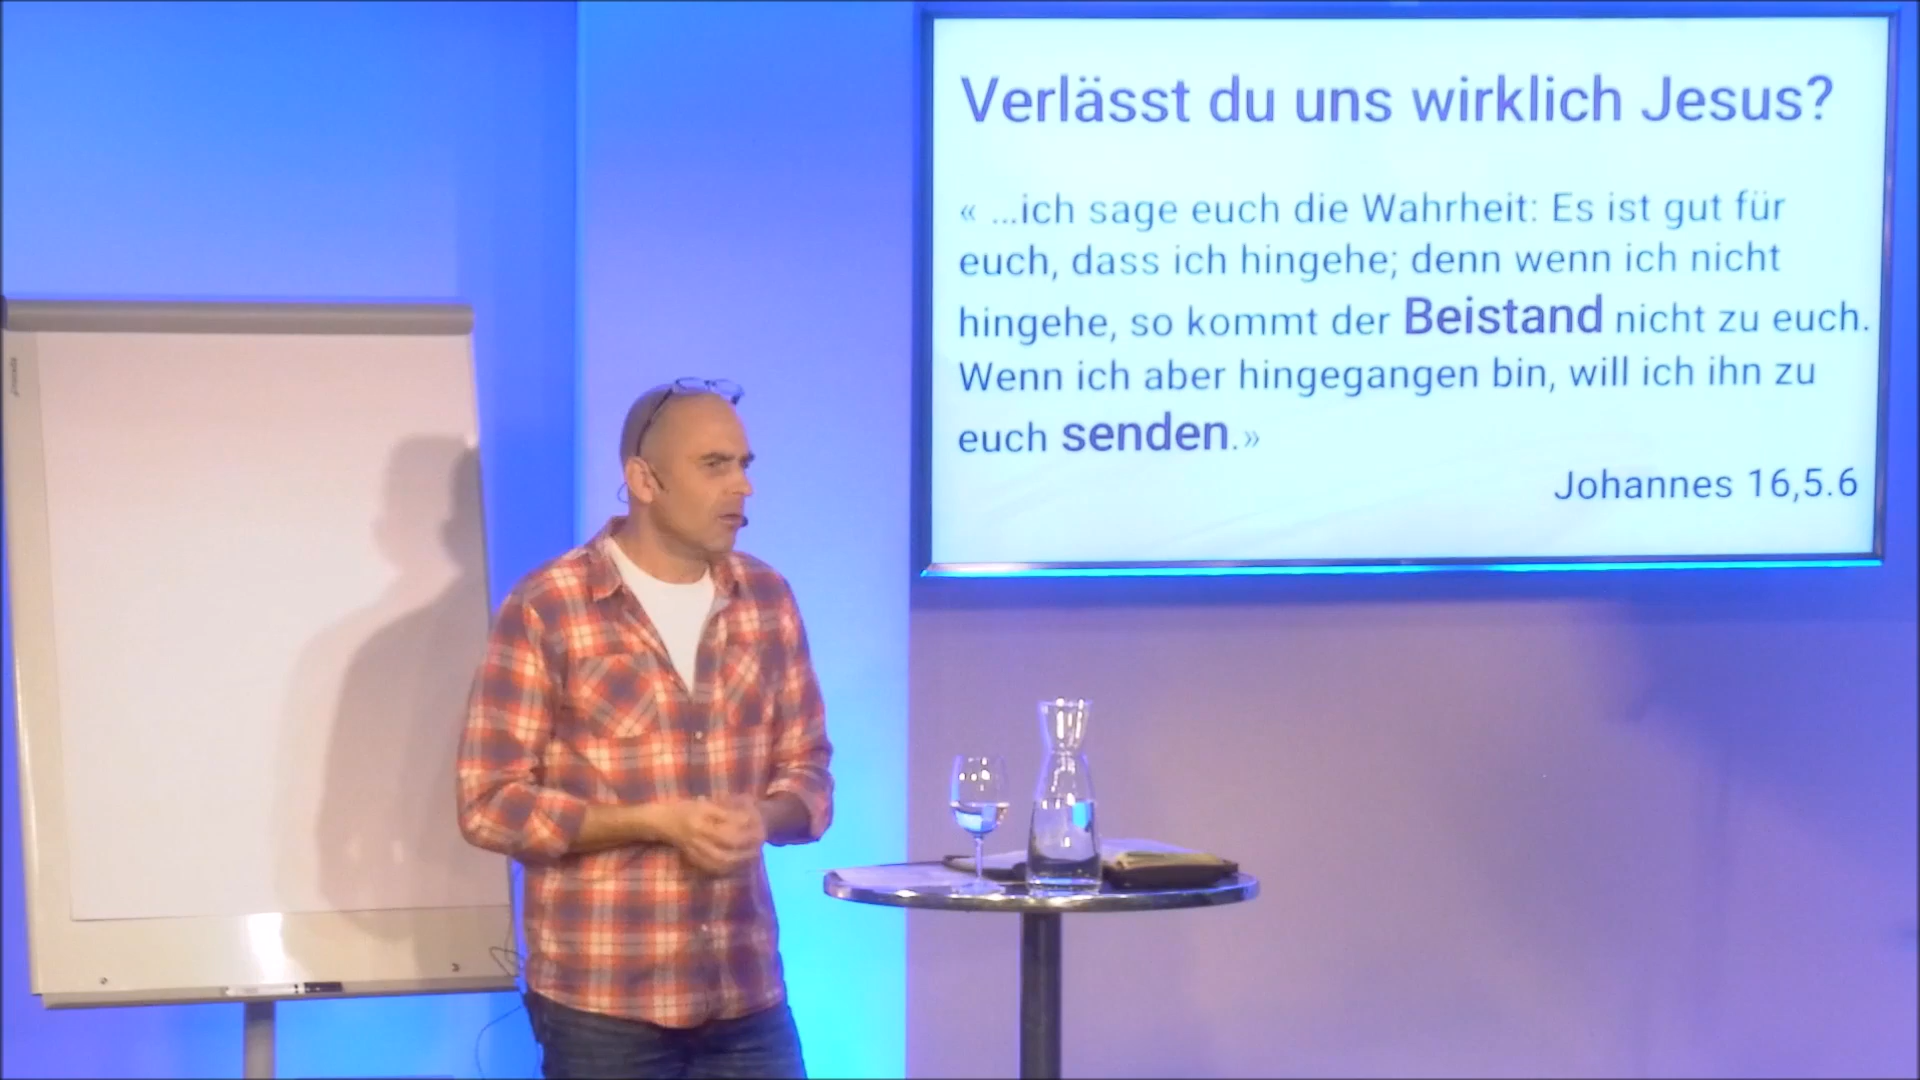 Verlässt du uns wirklich Jesus?
« ...ich sage euch die Wahrheit: Es ist gut für
euch, dass ich hingehe; denn wenn ich nicht
hingehe, so kommt der Beistand nicht zu euch.
Wenn ich aber hingegangen bin, will ich ihn zu
euch senden.»
Johannes 16,5.6